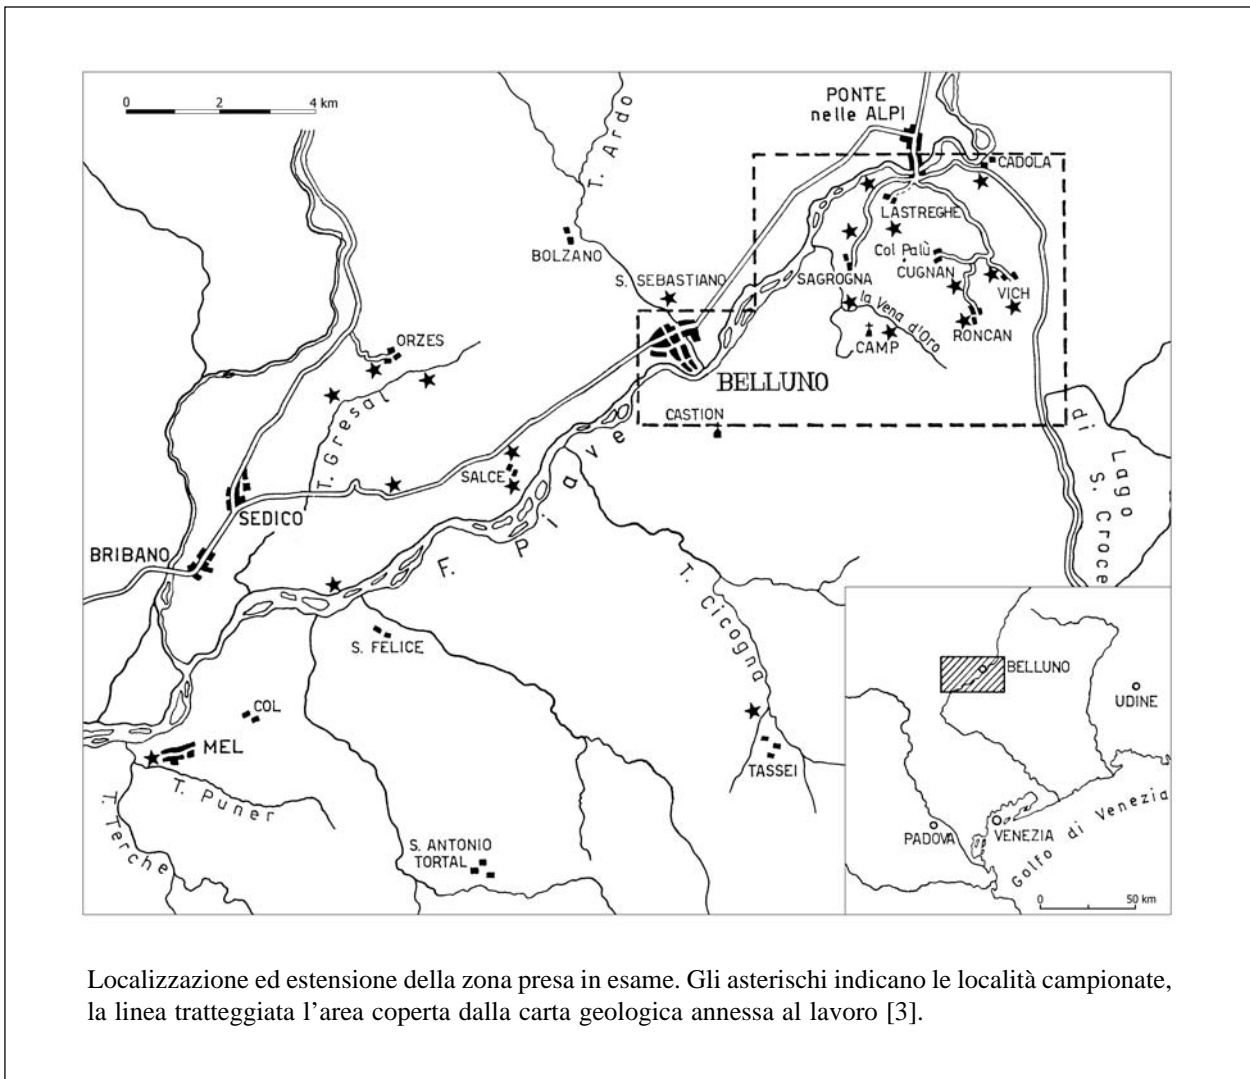 0 2 4 km
PONTE
nelle ALPI
T. Ardo
CADOLA
LASTREGHE
BOLZANO
Col Palù
S. SEBASTIANO
SAGROGNA
CUGNAN
VICH
la Vena d'Oro
ORZES
CAMP
RONCAN
BELLUNO
T. Gresal
CASTION
SALCE
Lago
di
S. Croce
SEDICO
F. Piave
BRIBANO
T. Cicogna
S. FELICE
BELLUNO
UDINE
COL
MEL
TASSEI
T. Puner
T. Terche
PADOVA
VENEZIA
Golfo di Venezia
S. ANTONIO
TORTAL
0 50 km
Localizzazione ed estensione della zona presa in esame. Gli asterischi indicano le località campionate,
la linea tratteggiata l'area coperta dalla carta geologica annessa al lavoro [3].